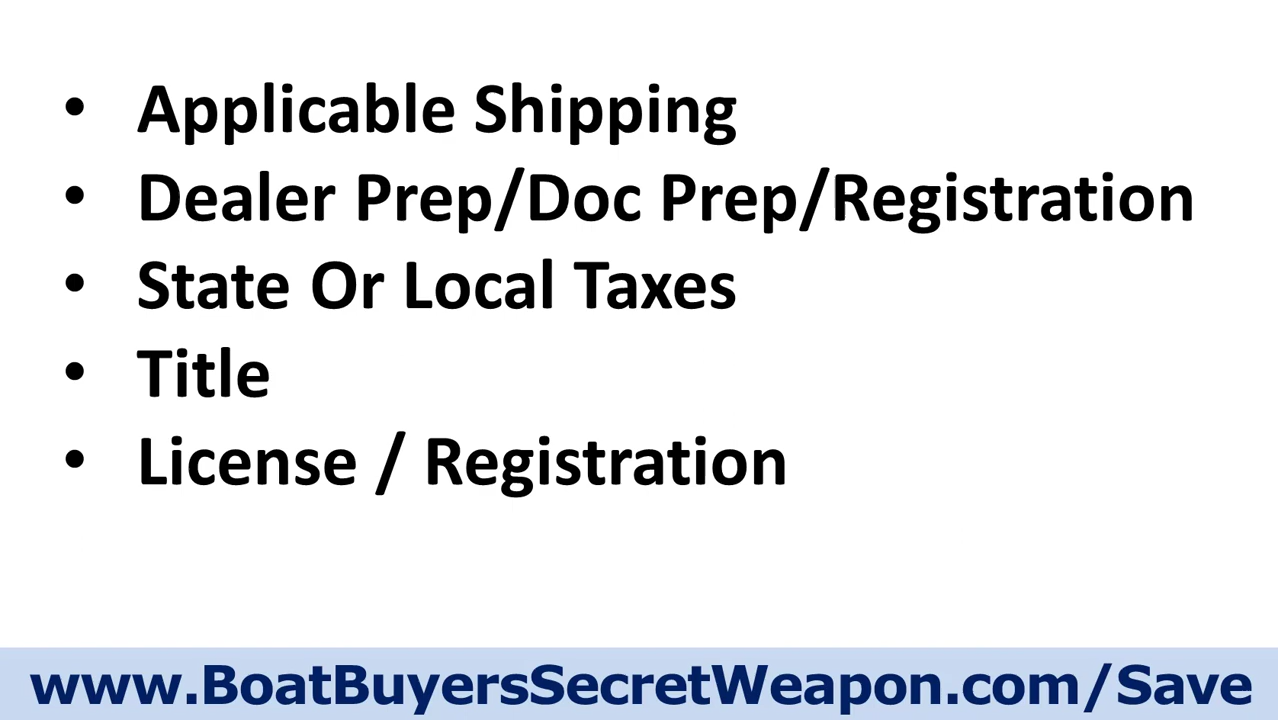 • Applicable Shipping
• Dealer Prep/Doc Prep/Registration
• State Or Local Taxes
• Title
• License / Registration
www.BoatBuyersSecretWeapon.com/Save